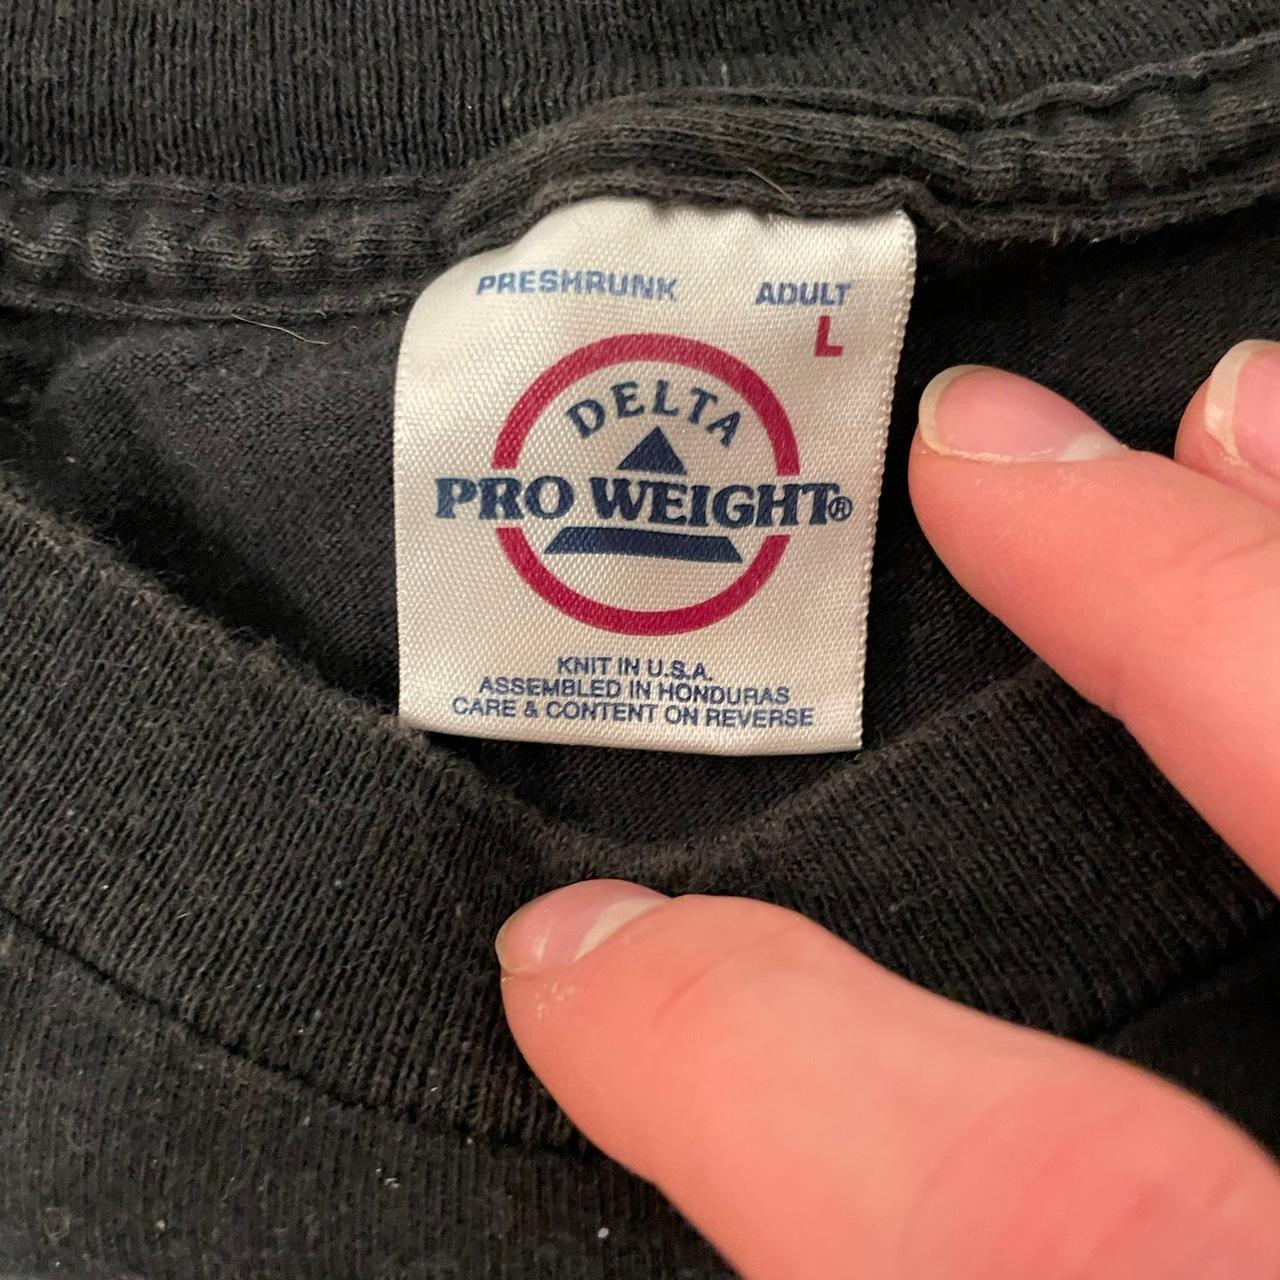 PRESHRUNK ADULT
L
DELTA
PRO WEIGHT®
KNIT IN U.S.A.
ASSEMBLED IN HONDURAS
CARE & CONTENT ON REVERSE